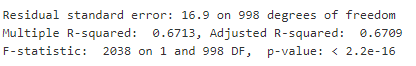 Residual standard error: 16.9 on 998 degrees of freedom
Multiple R-squared:  0.6713, Adjusted R-squared:  0.6709
F-statistic:  2038 on 1 and 998 DF,  p-value: < 2.2e-16